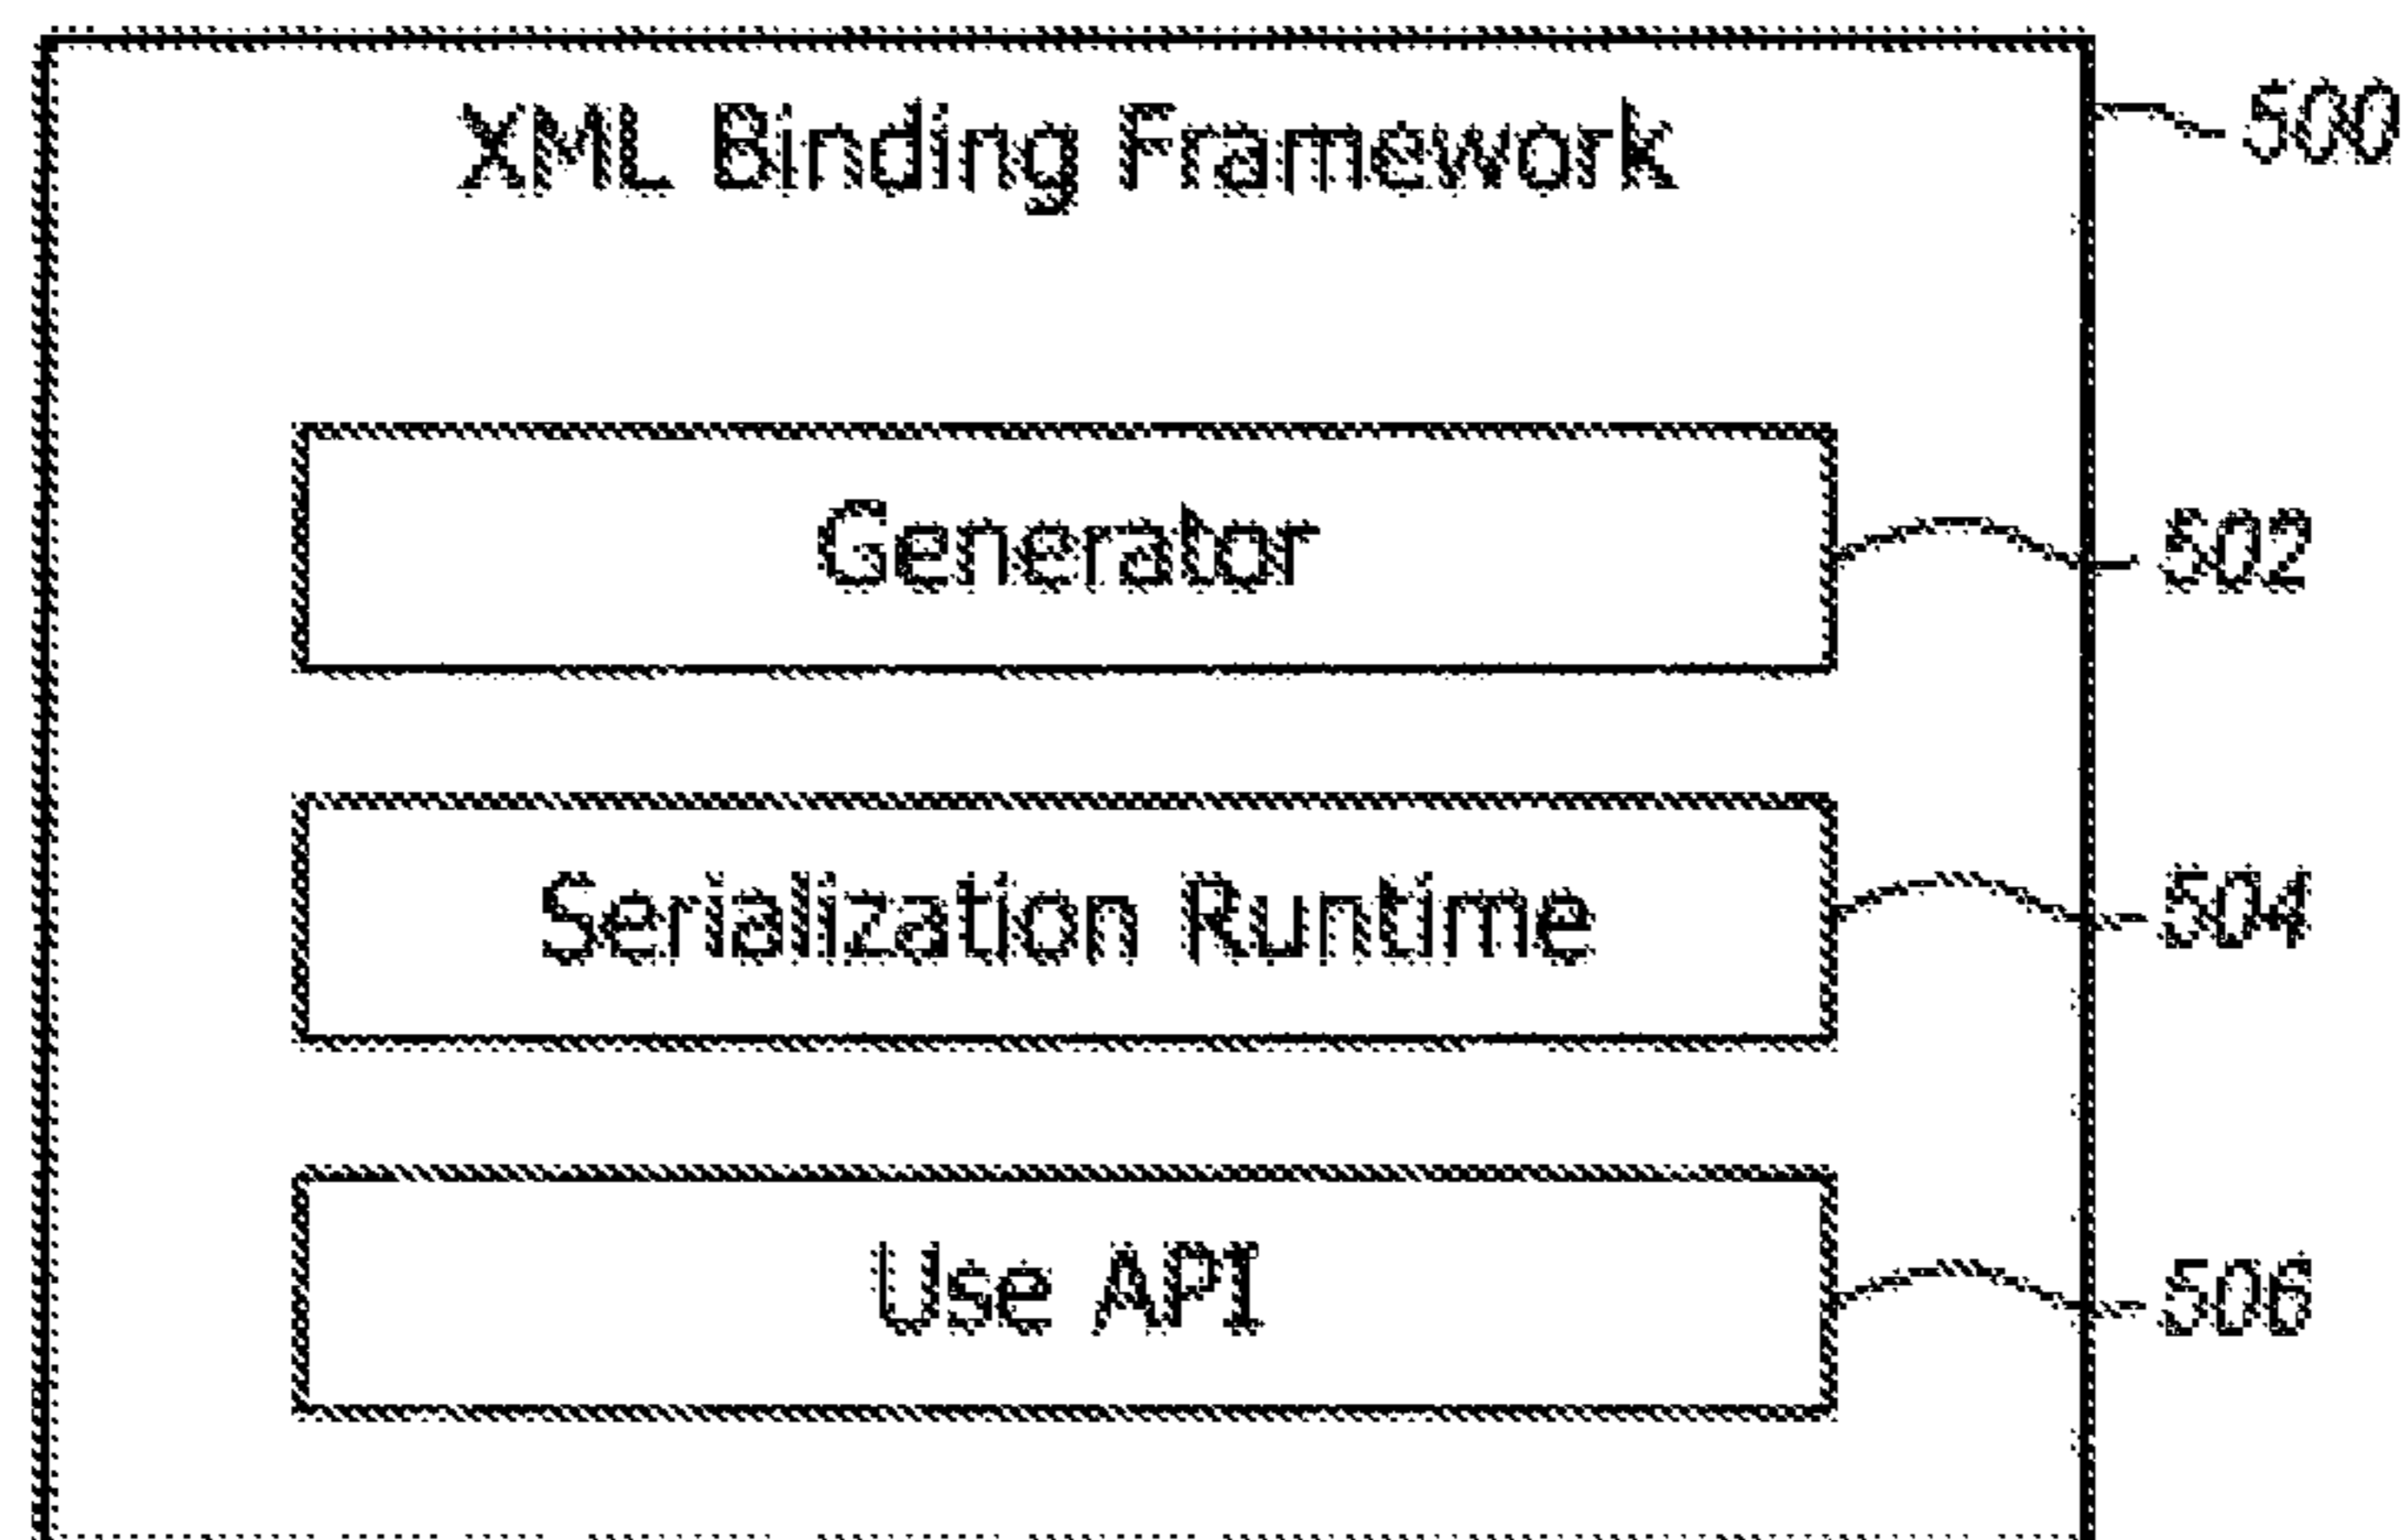 XML Binding Framework 500
Generator 502
Serialization Runtime 504
Use API 506